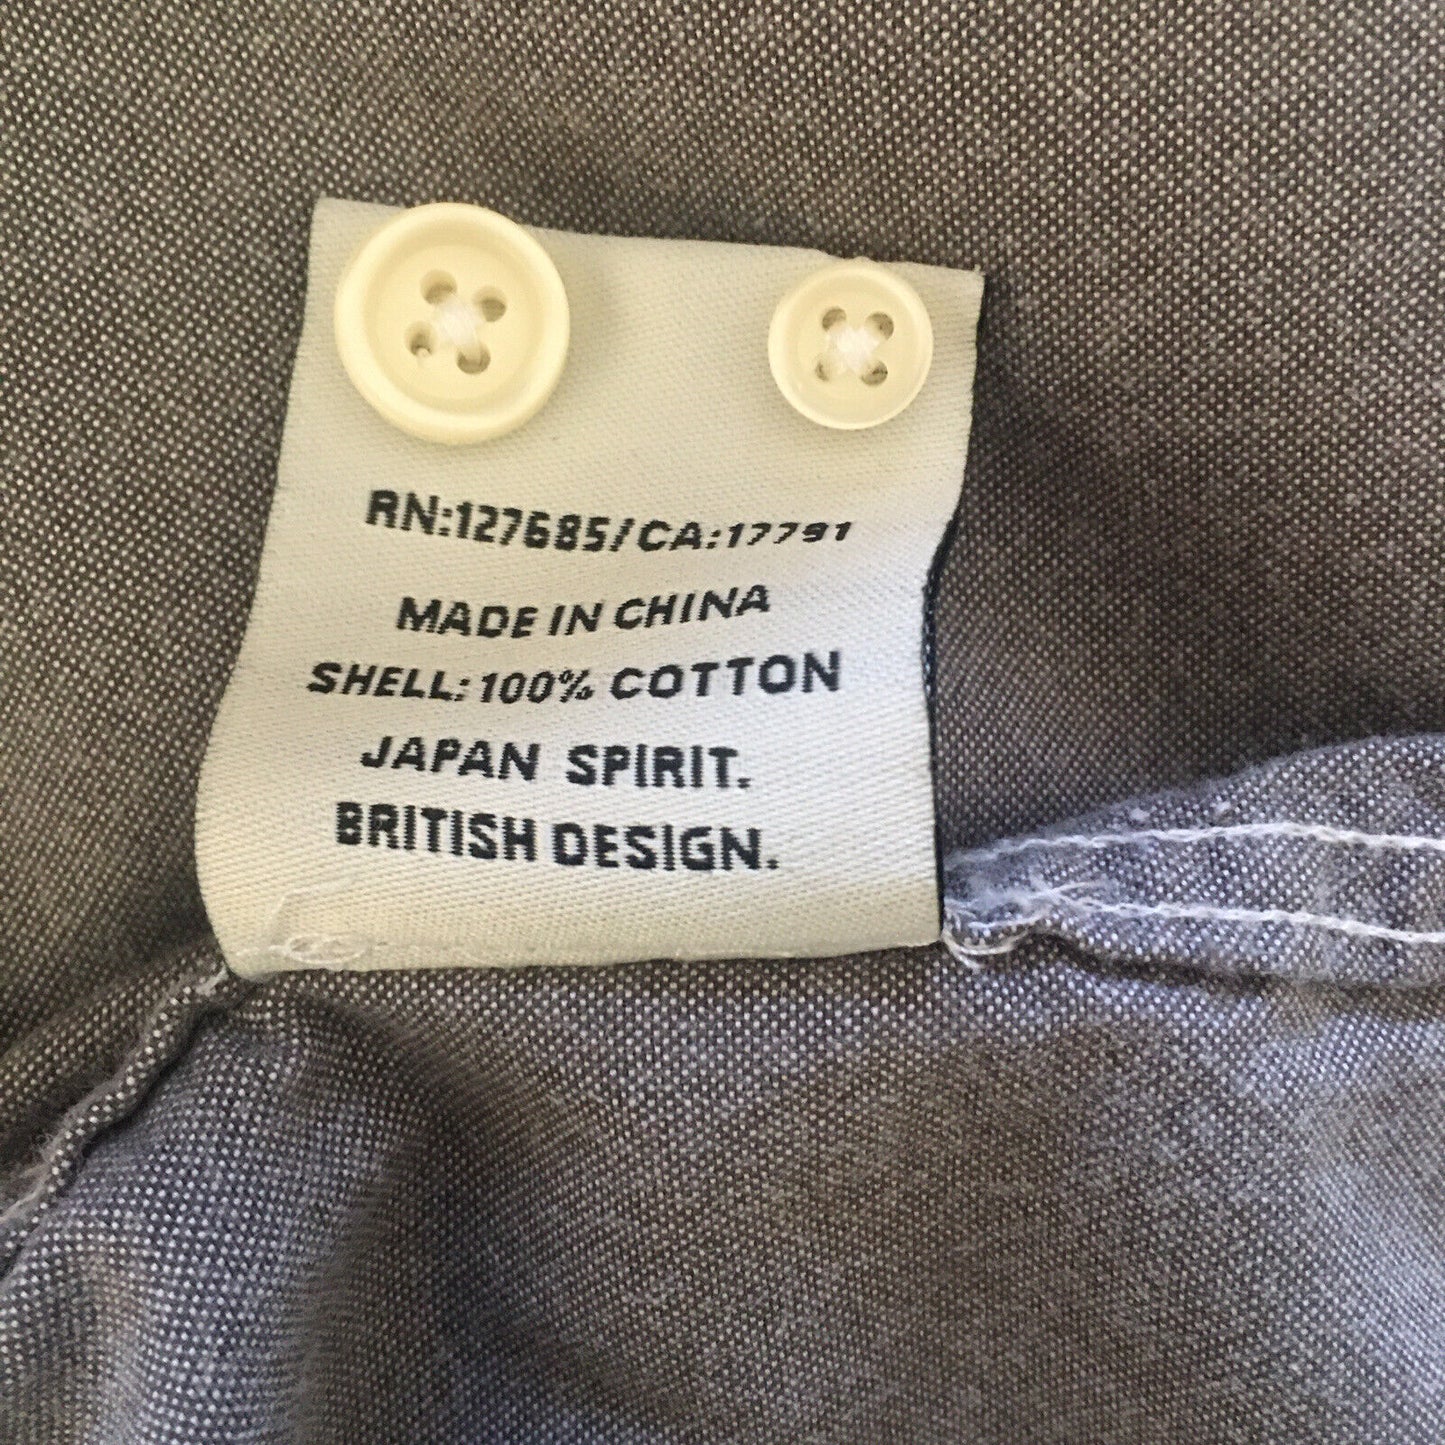 RN:127685/CA:17791
MADE IN CHINA
SHELL: 100% COTTON
JAPAN SPIRIT.
BRITISH DESIGN.